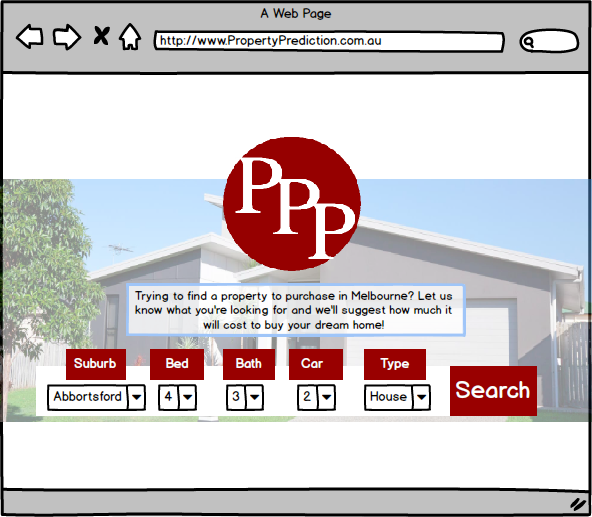 A Web Page
http://www.PropertyPrediction.com.au
PPP
Trying to find a property to purchase in Melbourne? Let us
know what you're looking for and we'll suggest how much it
will cost to buy your dream home!
Suburb Bed Bath Car Type
Abbortsford 4 3 2 House Search